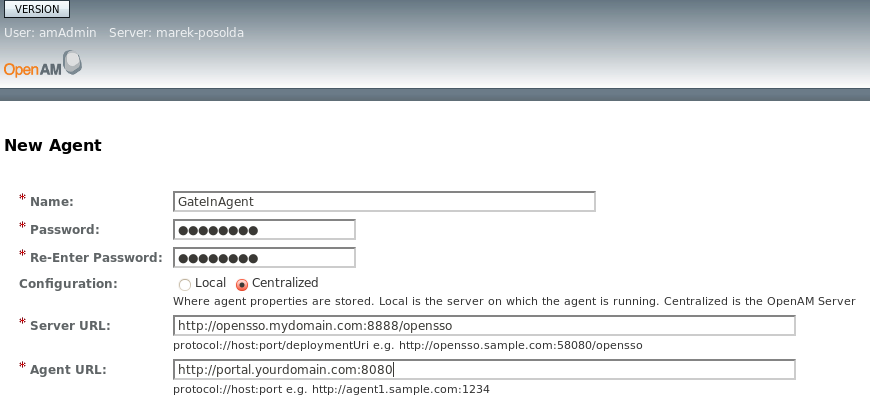 VERSION
User: amAdmin Server: marek-posolda
OpenAM
New Agent
* Name: GateInAgent
* Password: ●●●●●●●●
* Re-Enter Password: ●●●●●●●●
Configuration: Local Centralized
Where agent properties are stored. Local is the server on which the agent is running. Centralized is the OpenAM Server
* Server URL: http://opensso.mydomain.com:8888/opensso
protocol://host:port/deploymentUri e.g. http://opensso.sample.com:58080/opensso
* Agent URL: http://portal.yourdomain.com:8080
protocol://host:port e.g. http://agent1.sample.com:1234